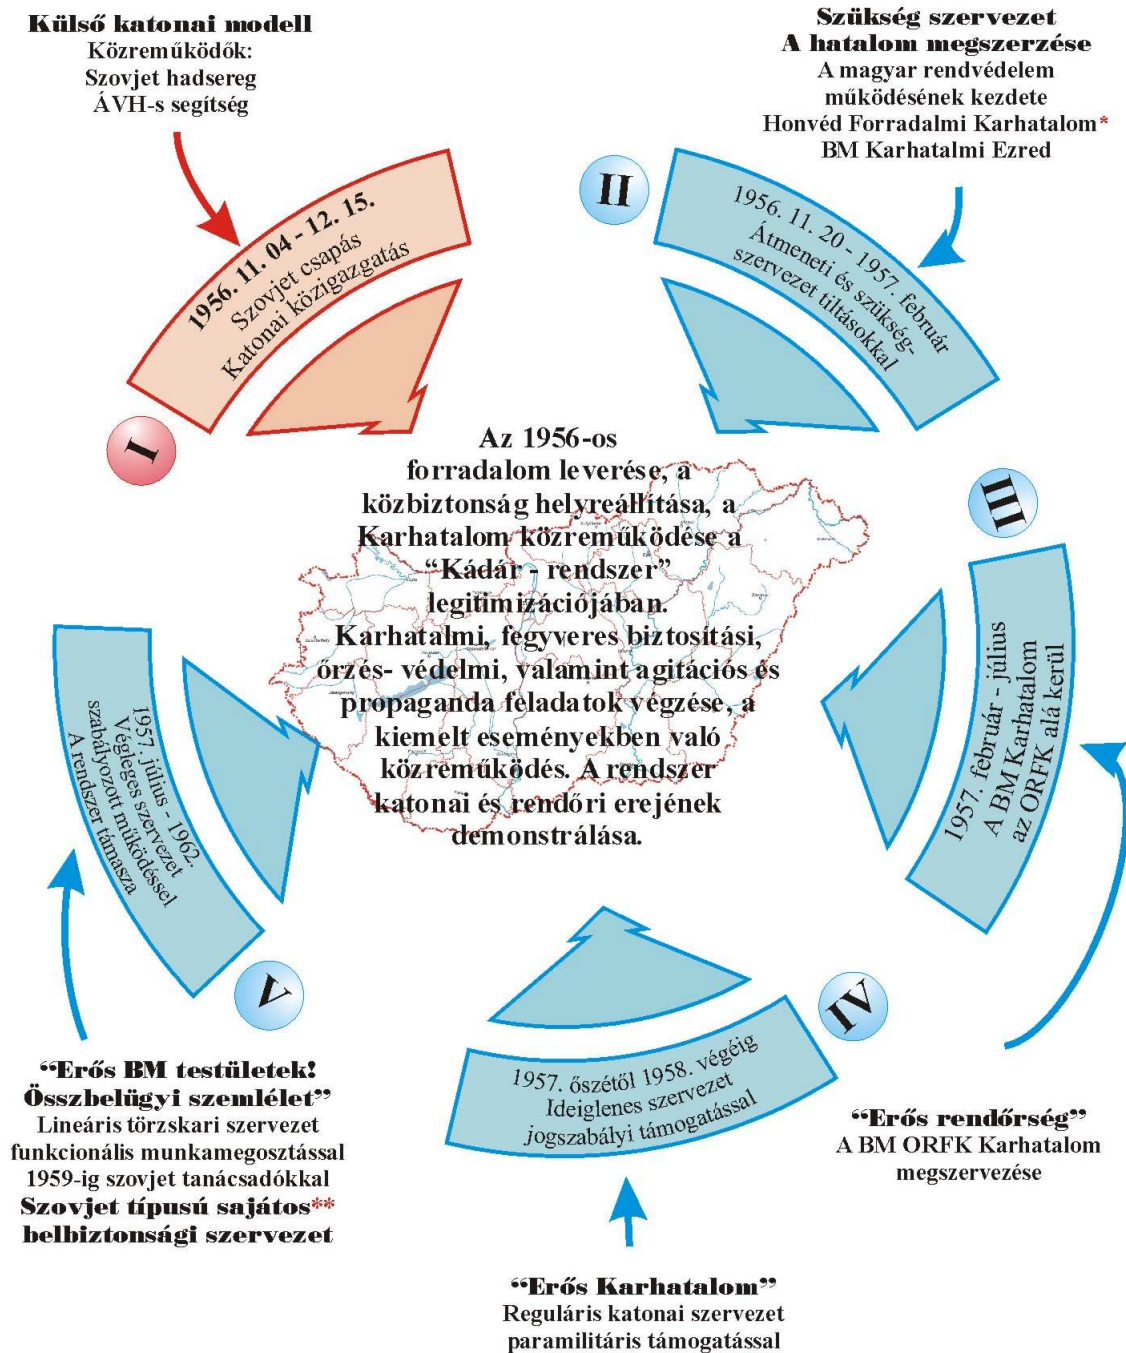 Külső katonai modell
Közreműködők:
Szovjet hadsereg
ÁVH-s segítség
I
1956. 11. 04 - 12. 15.
Szovjet csapás
Katonai közigazgatás
Szükség szervezet
A hatalom megszerzése
A magyar rendvédelem
működésének kezdete
Honvéd Forradalmi Karhatalom*
BM Karhatalmi Ezred
II
1956. 11. 20 - 1957. február
Átmeneti és szükség-
szervezet tiltásokkal
Az 1956-os
forradalom leverése, a
közbiztonság helyreállítása, a
Karhatalom közreműködése a
“Kádár - rendszer”
legitimizációjában.
Karhatalmi, fegyveres biztosítási,
őrzés- védelmi, valamint agitációs és
propaganda feladatok végzése, a
kiemelt eseményekben való
közreműködés. A rendszer
katonai és rendőri erejének
demonstrálása.
III
1957. február - július
A BM Karhatalom
az ORFK alá kerül
“Erős rendőrség”
A BM ORFK Karhatalom
megszervezése
IV
1957. őszétől 1958. végéig
Ideiglenes szervezet
jogszabályi támogatással
“Erős Karhatalom”
Reguláris katonai szervezet
paramilitáris támogatással
V
1957. július - 1962.
Végleges szervezet
szabályozott működéssel
A rendszer támasza
“Erős BM testületek!
Összbelügyi szemlélet”
Lineáris törzskari szervezet
funkcionális munkamegosztással
1959-ig szovjet tanácsadókkal
Szovjet típusú sajátos**
belbiztonsági szervezet